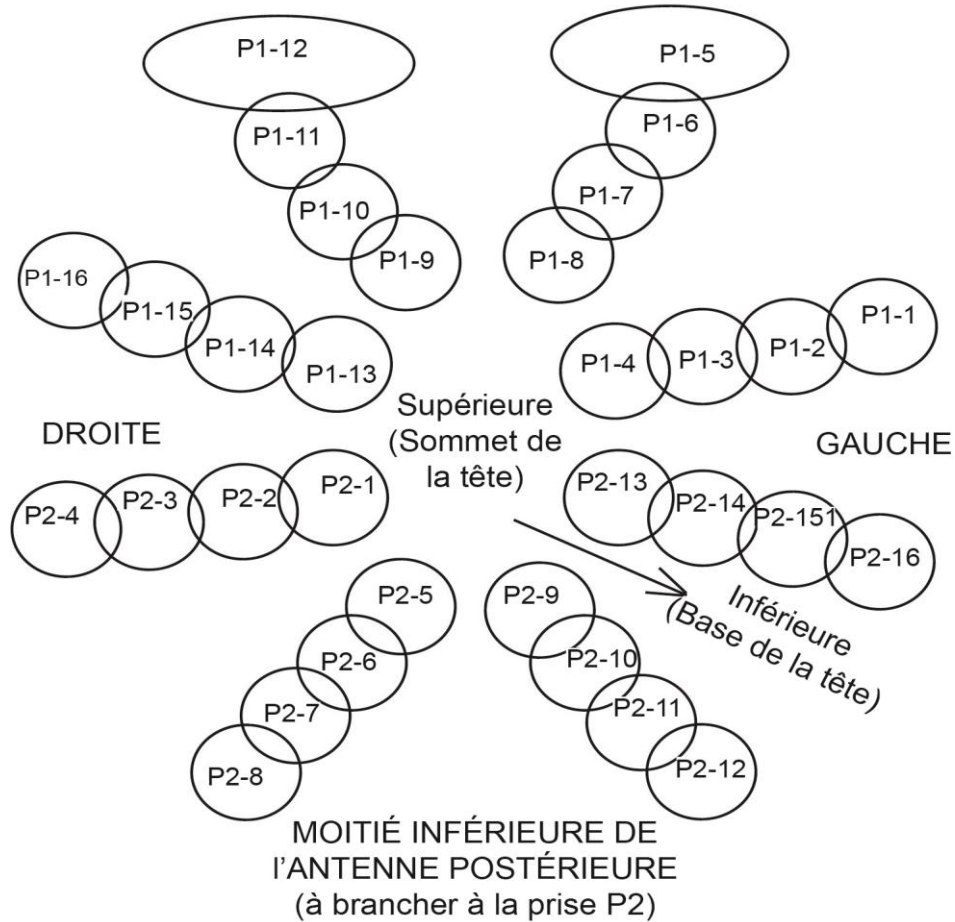 P1-12
P1-5
P1-11
P1-6
P1-10
P1-7
P1-9
P1-8
P1-16
P1-15
P1-14
P1-13
P1-1
P1-2
P1-3
P1-4
Supérieure
(Sommet de
la tête)
DROITE
GAUCHE
P2-4
P2-3
P2-2
P2-1
P2-13
P2-14
P2-151
P2-16
Inférieure
(Base de la tête)
P2-5
P2-6
P2-7
P2-8
P2-9
P2-10
P2-11
P2-12
MOITIÉ INFÉRIEURE DE
l'ANTENNE POSTÉRIEURE
(à brancher à la prise P2)